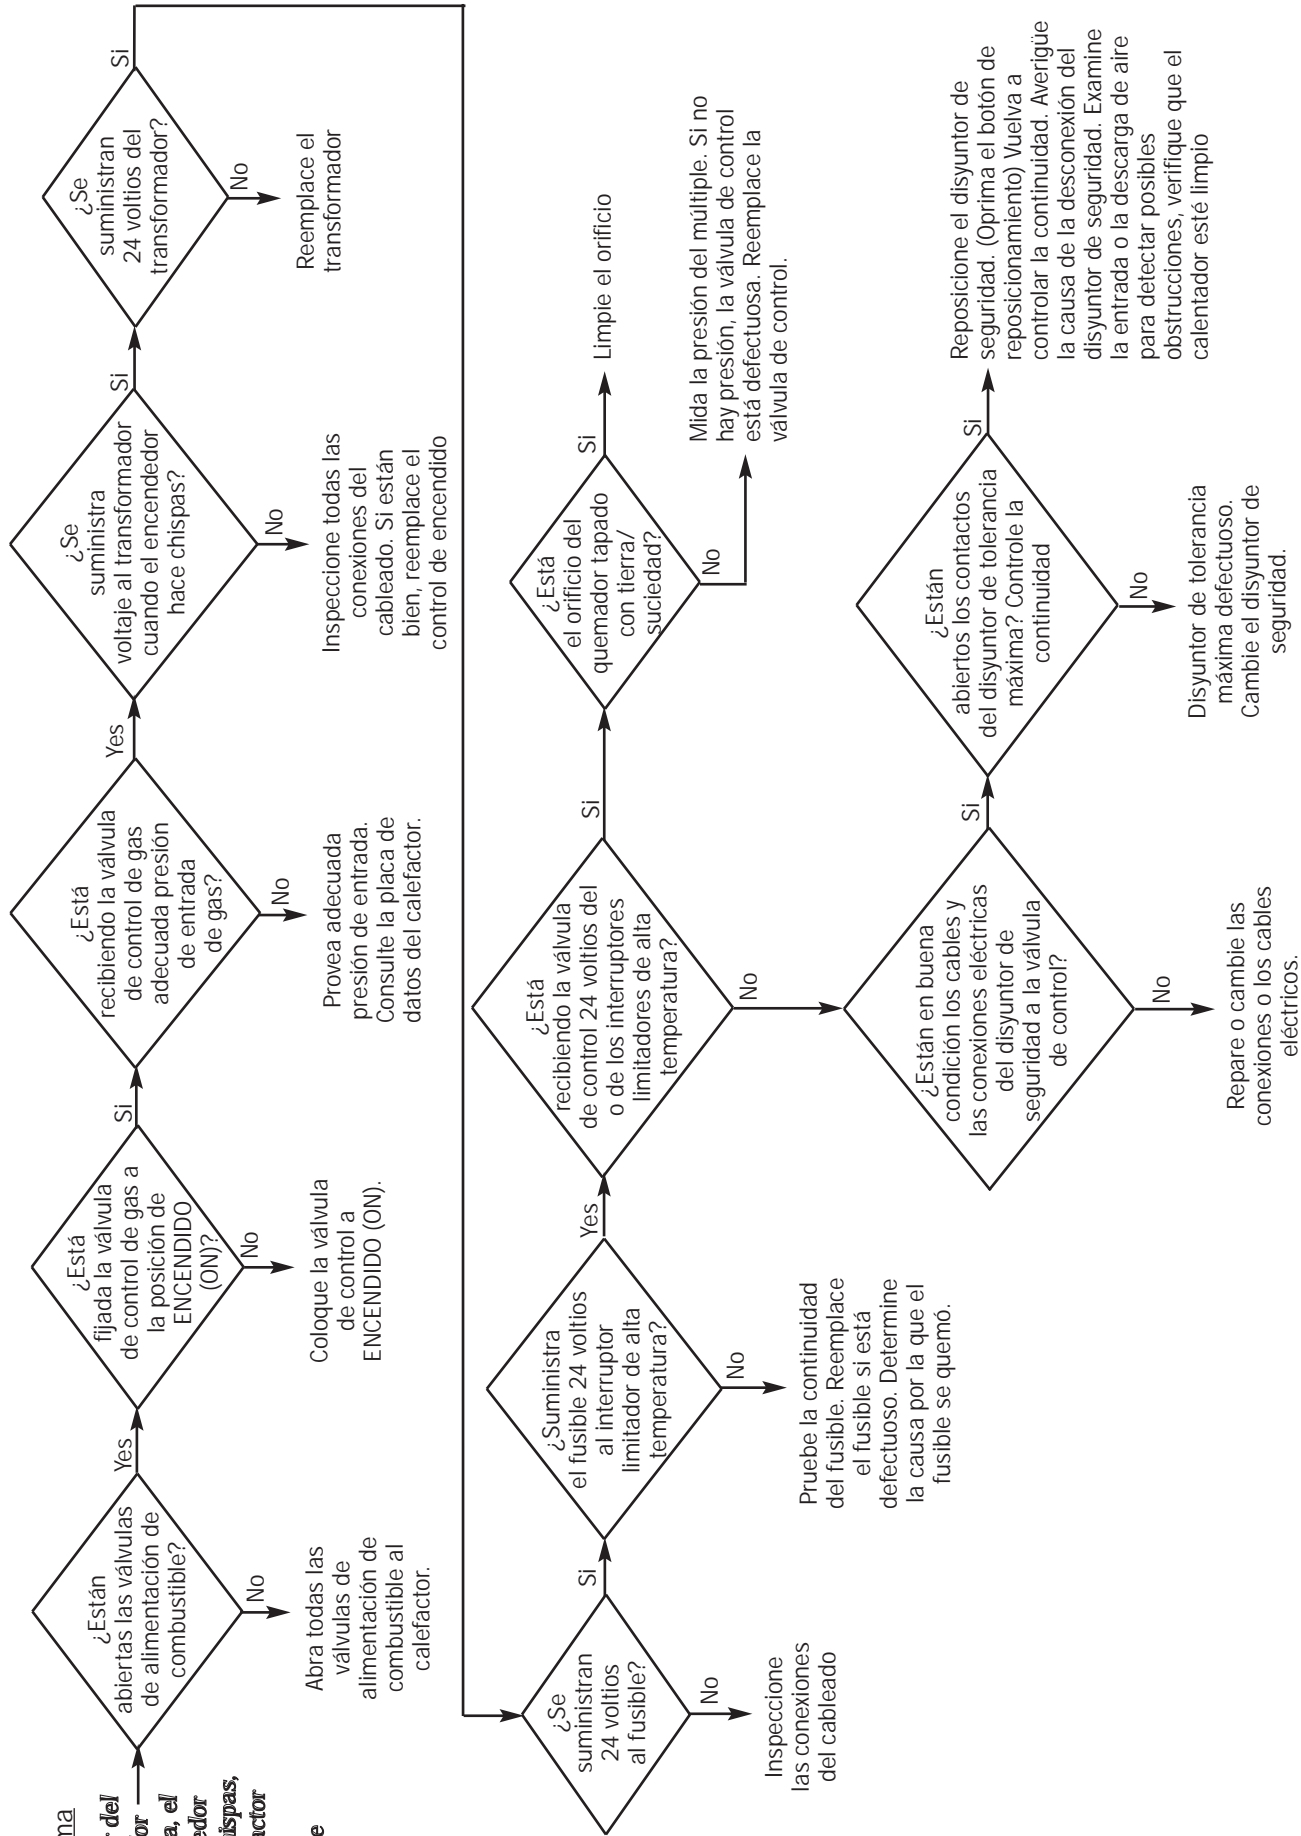 ¿Están
abiertas las válvulas
de alimentación de
combustible?
Yes
No
Abra todas las
válvulas de
alimentación de
combustible al
calefactor.
¿Está
fijada la válvula
de control de gas a
la posición de
ENCENDIDO
(ON)?
Si
No
Coloque la válvula
de control a
ENCENDIDO (ON).
¿Está
recibiendo la válvula
de control de gas
adecuada presión
de entrada
de gas?
Yes
No
Provea adecuada
presión de entrada.
Consulte la placa de
datos del calefactor.
¿Se
suministra
voltaje al transformador
cuando el encendedor
hace chispas?
Si
No
Inspeccione todas las
conexiones del
cableado. Si están
bien, remplace el
control de encendido
¿Se
suministran
24 voltios del
transformador?
Si
No
Reemplace el
transformador
¿Se
suministran
24 voltios
al fusible?
Si
No
Inspeccione
las conexiones
del cableado
¿Suministra
el fusible 24 voltios
al interruptor
limitador de alta
temperatura?
Yes
No
Pruebe la continuidad
del fusible. Reemplace
el fusible si está
defectuoso. Determine
la causa por la que el
fusible se quemó.
¿Está
recibiendo la válvula
de control 24 voltios del
o de los interruptores
limitadores de alta
temperatura?
Si
No
¿Está
el orificio del
quemador tapado
con tierra/
suciedad?
Si
Limpie el orificio
No
Mida la presión del múltiple. Si no
hay presión, la válvula de control
está defectuosa. Reemplace la
válvula de control.
¿Están en buena
condición los cables y
las conexiones eléctricas
del disyuntor de
seguridad a la válvula
de control?
Si
No
Repare o cambie las
conexiones o los cables
eléctricos.
¿Están
abiertos los contactos
del disyuntor de tolerancia
máxima? Controle la
continuidad
Si
No
Disyuntor de tolerancia
máxima defectuoso.
Cambie el disyuntor de
seguridad.
Reposicione el disyuntor de
seguridad. (Oprima el botón de
reposicionamiento) Vuelva a
controlar la continuidad. Averigüe
la causa de la desconexión del
disyuntor de seguridad. Examine
la entrada o la descarga de aire
para detectar posibles
obstrucciones, verifique que el
calentador esté limpio